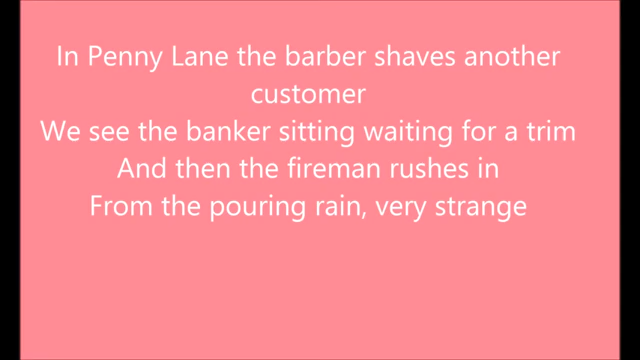 In Penny Lane the barber shaves another
customer
We see the banker sitting waiting for a trim
And then the fireman rushes in
From the pouring rain, very strange